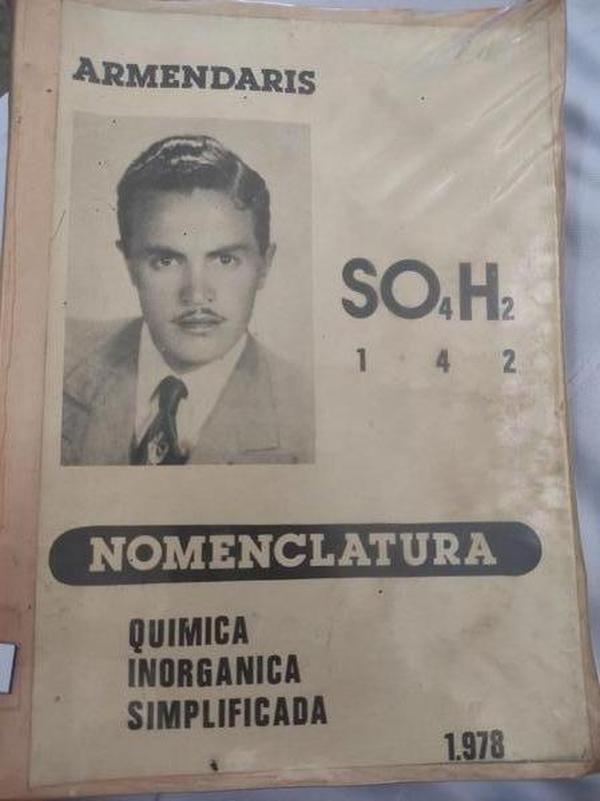 ARMENDARIS
SO4H2
1 4 2
NOMENCLATURA
QUIMICA
INORGANICA
SIMPLIFICADA
1.978